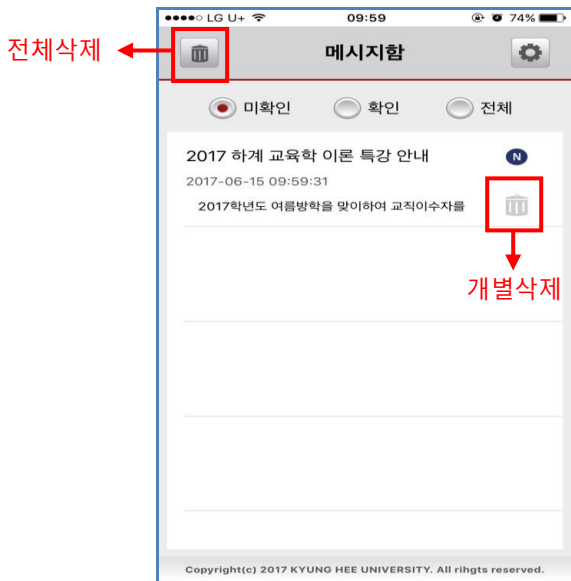 LG U+ 09:59 74%
전체삭제
메시지함
미확인 확인 전체
2017 하계 교육학 이론 특강 안내 N
2017-06-15 09:59:31
2017학년도 여름방학을 맞이하여 교직이수자를
개별삭제
Copyright(c) 2017 KYUNG HEE UNIVERSITY. All rihgts reserved.